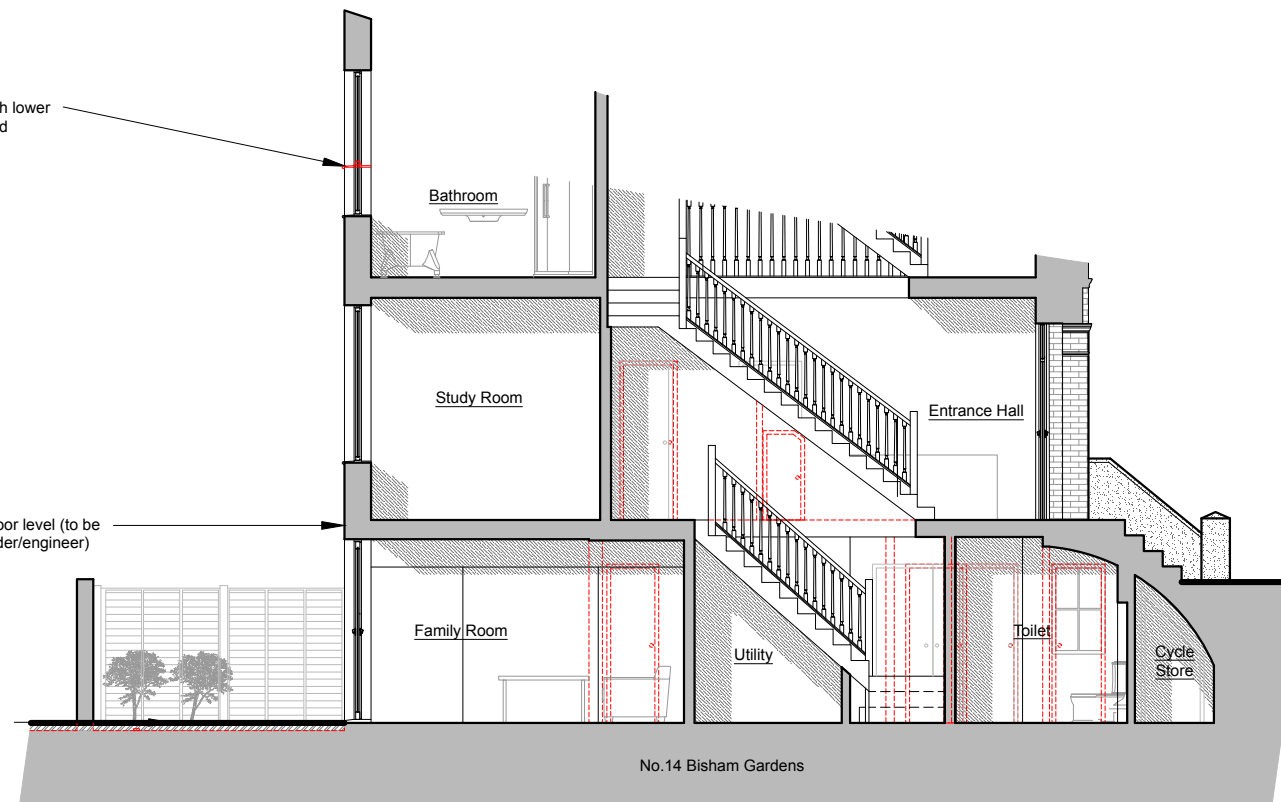 h lower
d
Bathroom
Study Room
Entrance Hall
oor level (to be
der/engineer)
Family Room
Utility
Toilet
Cycle
Store
No.14 Bisham Gardens